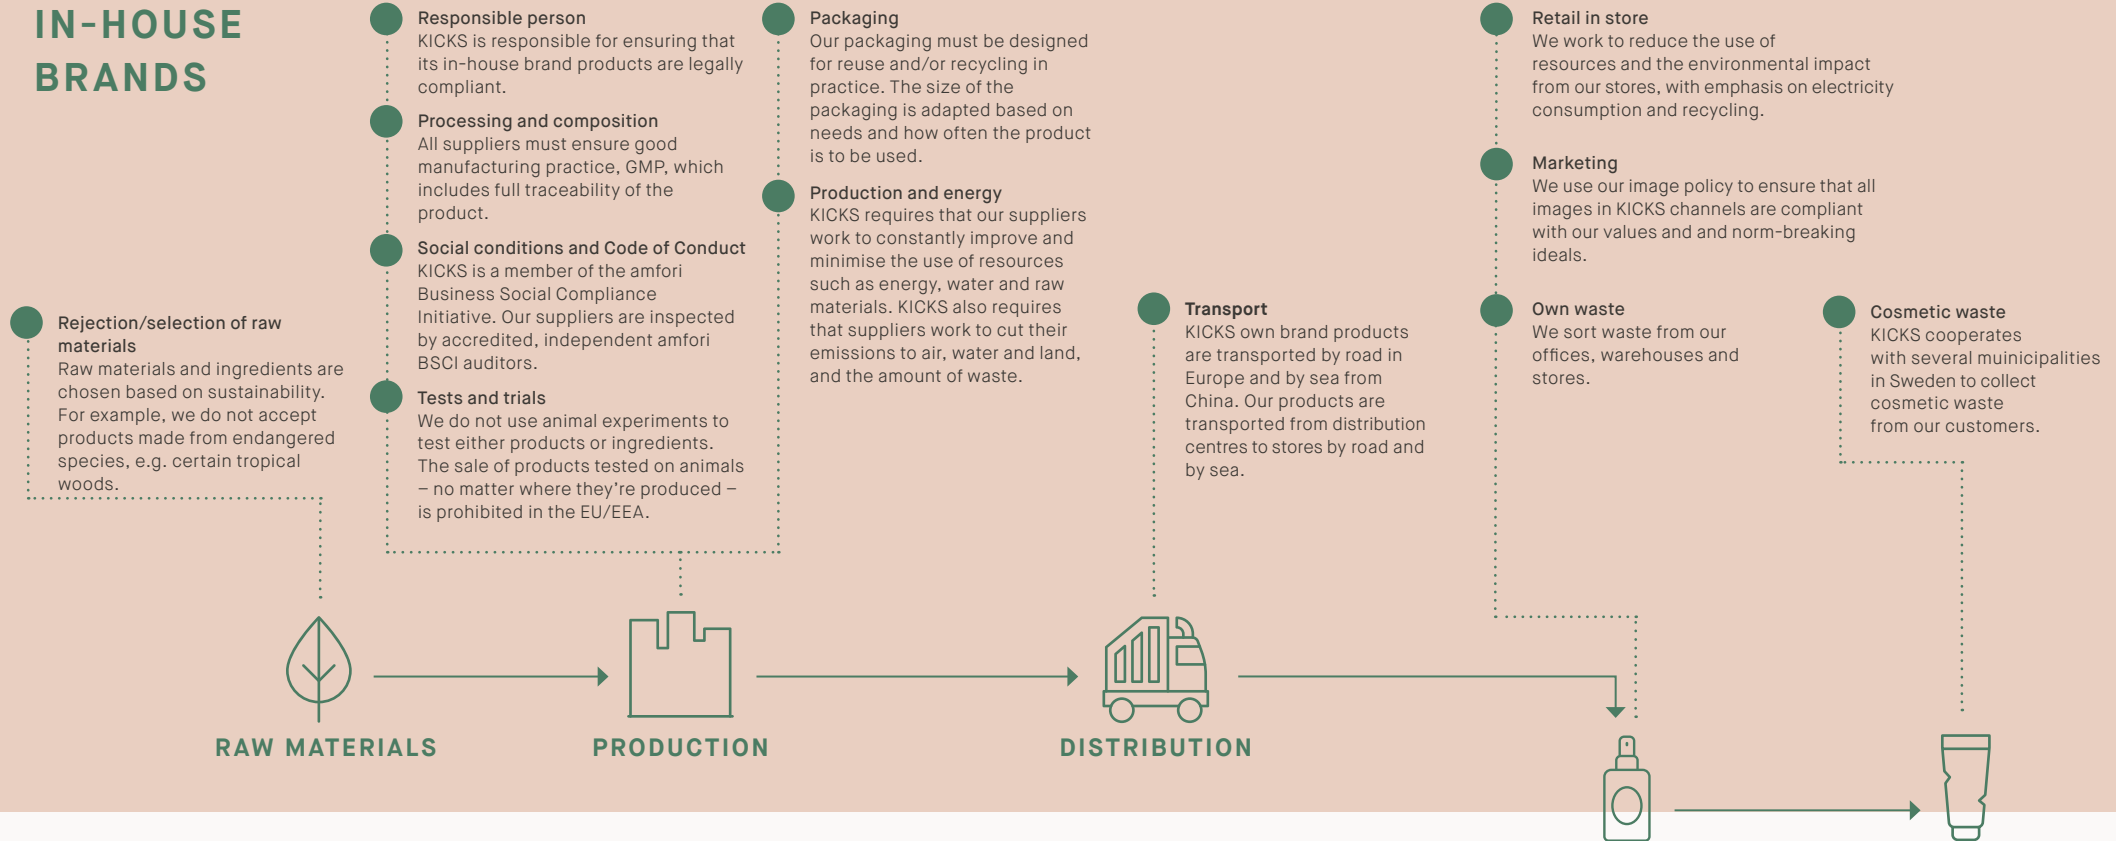 IN-HOUSE
BRANDS
Rejection/selection of raw
materials
Raw materials and ingredients are
chosen based on sustainability.
For example, we do not accept
products made from endangered
species, e.g. certain tropical
woods.
Responsible person
KICKS is responsible for ensuring that
its in-house brand products are legally
compliant.
Processing and composition
All suppliers must ensure good
manufacturing practice, GMP, which
includes full traceability of the
product.
Social conditions and Code of Conduct
KICKS is a member of the amfori
Business Social Compliance
Initiative. Our suppliers are inspected
by accredited, independent amfori
BSCI auditors.
Tests and trials
We do not use animal experiments to
test either products or ingredients.
The sale of products tested on animals
– no matter where they're produced –
is prohibited in the EU/EEA.
Packaging
Our packaging must be designed
for reuse and/or recycling in
practice. The size of the
packaging is adapted based on
needs and how often the product
is to be used.
Production and energy
KICKS requires that our suppliers
work to constantly improve and
minimise the use of resources
such as energy, water and raw
materials. KICKS also requires
that suppliers work to cut their
emissions to air, water and land,
and the amount of waste.
Transport
KICKS own brand products
are transported by road in
Europe and by sea from
China. Our products are
transported from distribution
centres to stores by road and
by sea.
Retail in store
We work to reduce the use of
resources and the environmental impact
from our stores, with emphasis on electricity
consumption and recycling.
Marketing
We use our image policy to ensure that all
images in KICKS channels are compliant
with our values and and norm-breaking
ideals.
Own waste
We sort waste from our
offices, warehouses and
stores.
Cosmetic waste
KICKS cooperates
with several muinicipalities
in Sweden to collect
cosmetic waste
from our customers.
RAW MATERIALS
PRODUCTION
DISTRIBUTION